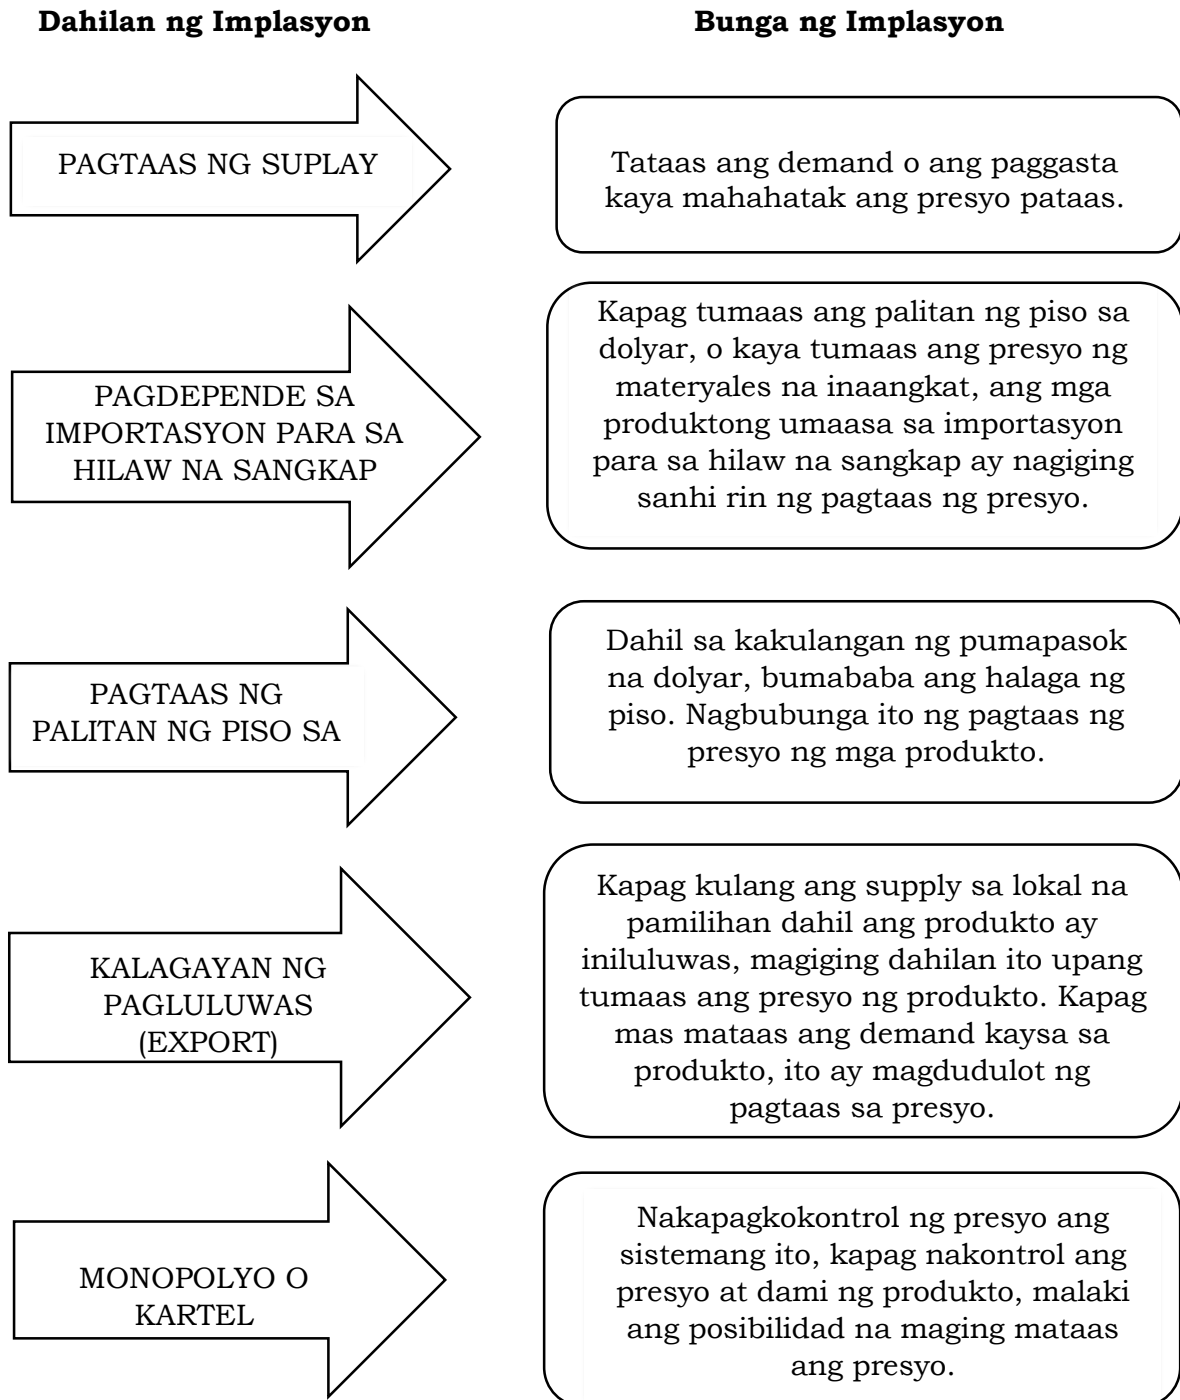 Dahilan ng Implasyon
Bunga ng Implasyon
PAGTAAS NG SUPLAY
Tataas ang demand o ang paggasta
kaya mahahatak ang presyo pataas.
PAGDEPENDE SA
IMPORTASYON PARA SA
HILAW NA SANGKAP
Kapag tumaas ang palitan ng piso sa
dolyar, o kaya tumaas ang presyo ng
materyales na inaangkat, ang mga
produktong umaasa sa importasyon
para sa hilaw na sangkap ay nagiging
sanhi rin ng pagtaas ng presyo.
PAGTAAS NG
PALITAN NG PISO SA
Dahil sa kakulangan ng pumapasok
na dolyar, bumababa ang halaga ng
piso. Nagbubunga ito ng pagtaas ng
presyo ng mga produkto.
KALAGAYAN NG
PAGLULUWAS
(EXPORT)
Kapag kulang ang supply sa lokal na
pamilihan dahil ang produkto ay
iniluluwas, magiging dahilan ito upang
tumaas ang presyo ng produkto. Kapag
mas mataas ang demand kaysa sa
produkto, ito ay magdudulot ng
pagtaas sa presyo.
MONOPOLYO O
KARTEL
Nakapagkokontrol ng presyo ang
sistemang ito, kapag nakontrol ang
presyo at dami ng produkto, malaki
ang posibilidad na maging mataas
ang presyo.